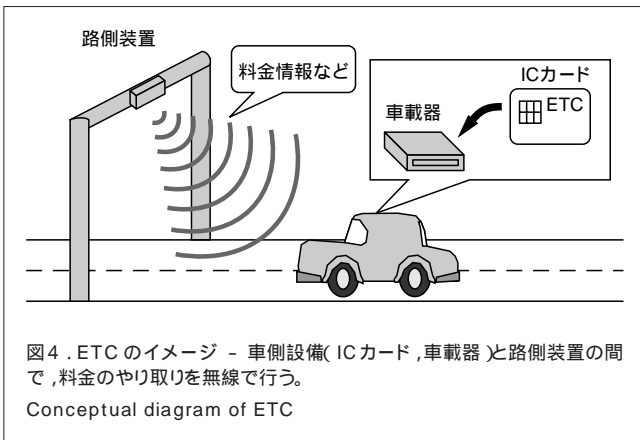 路側装置
料金情報など
ICカード
ETC
車載器
図4．ETCのイメージ － 車側設備(ICカード,車載器)と路側装置の間
で,料金のやり取りを無線で行う。
Conceptual diagram of ETC